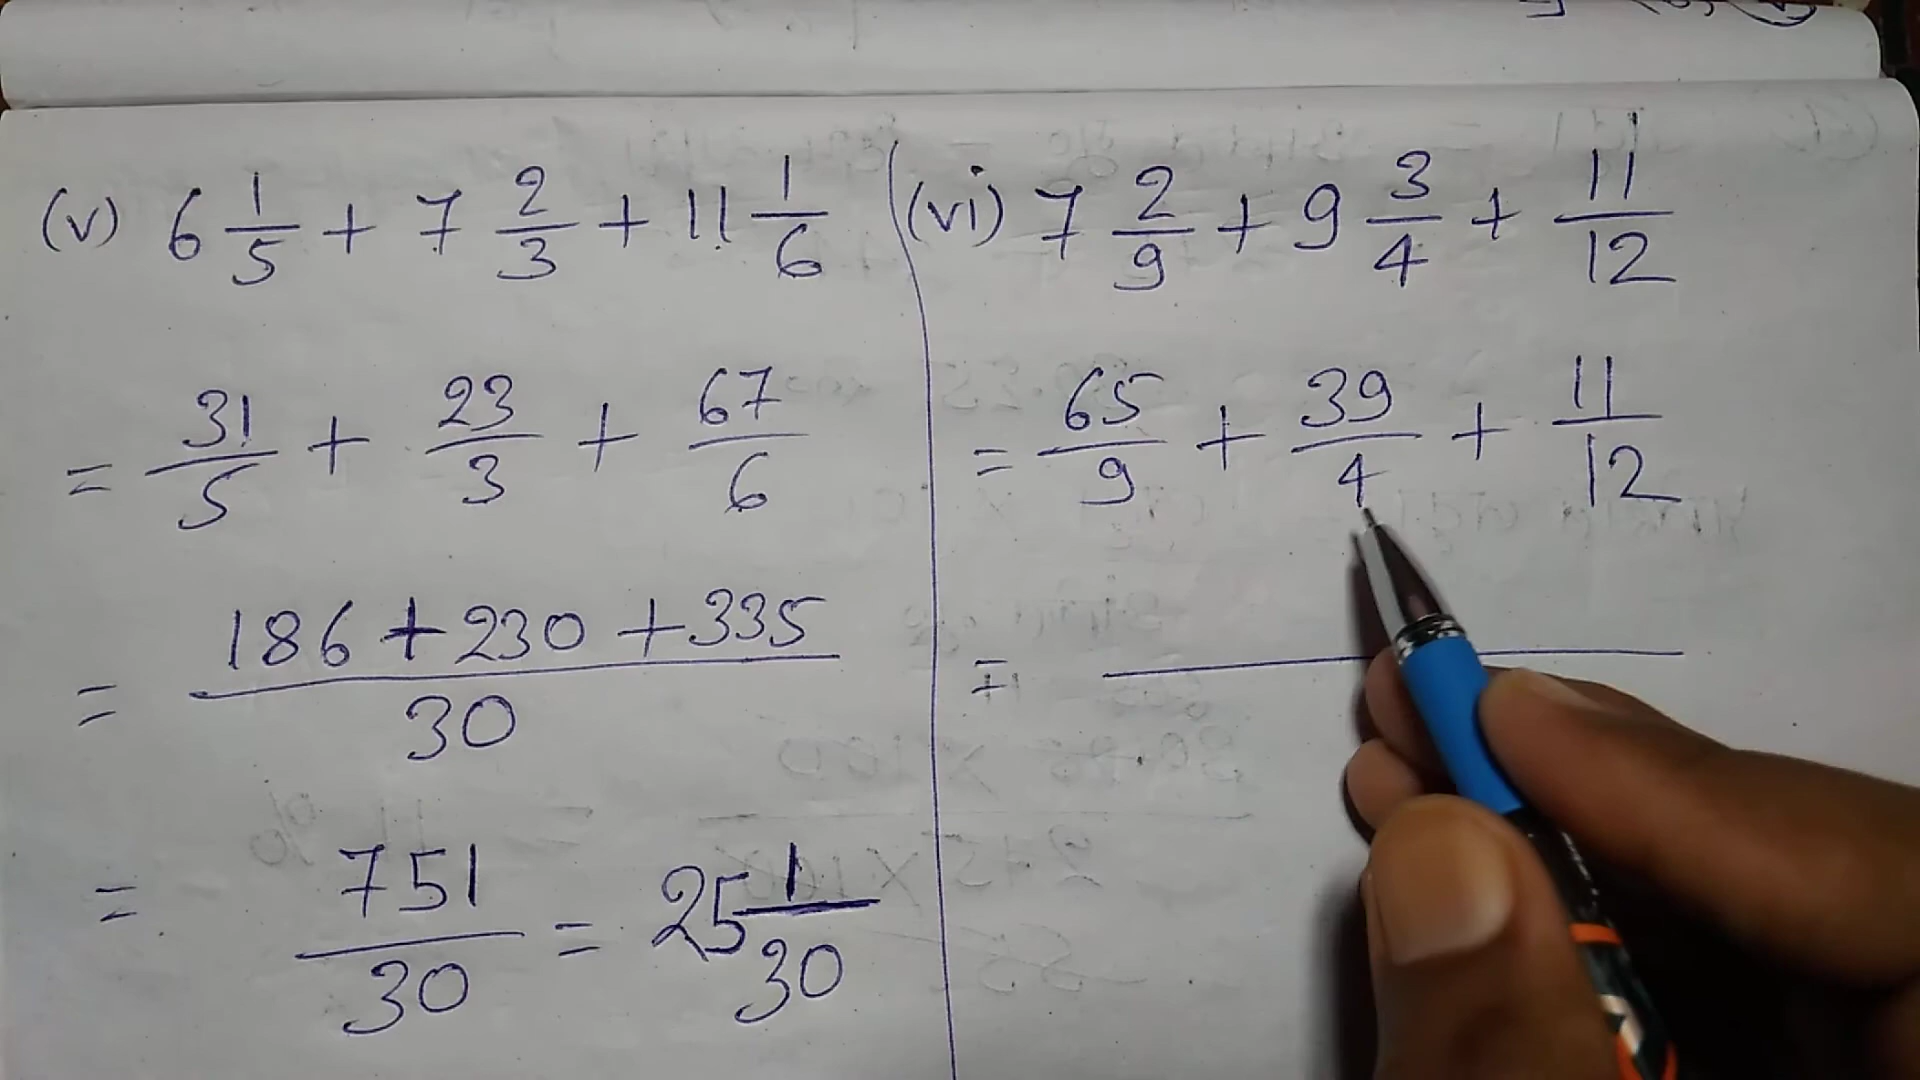 (v) 6 1/5 + 7 2/3 + 11 1/6
= 31/5 + 23/3 + 67/6
= 186 + 230 + 335 / 30
= 751/30 = 25 1/30
(vi) 7 2/9 + 9 3/4 + 11/12
= 65/9 + 39/4 + 11/12
=